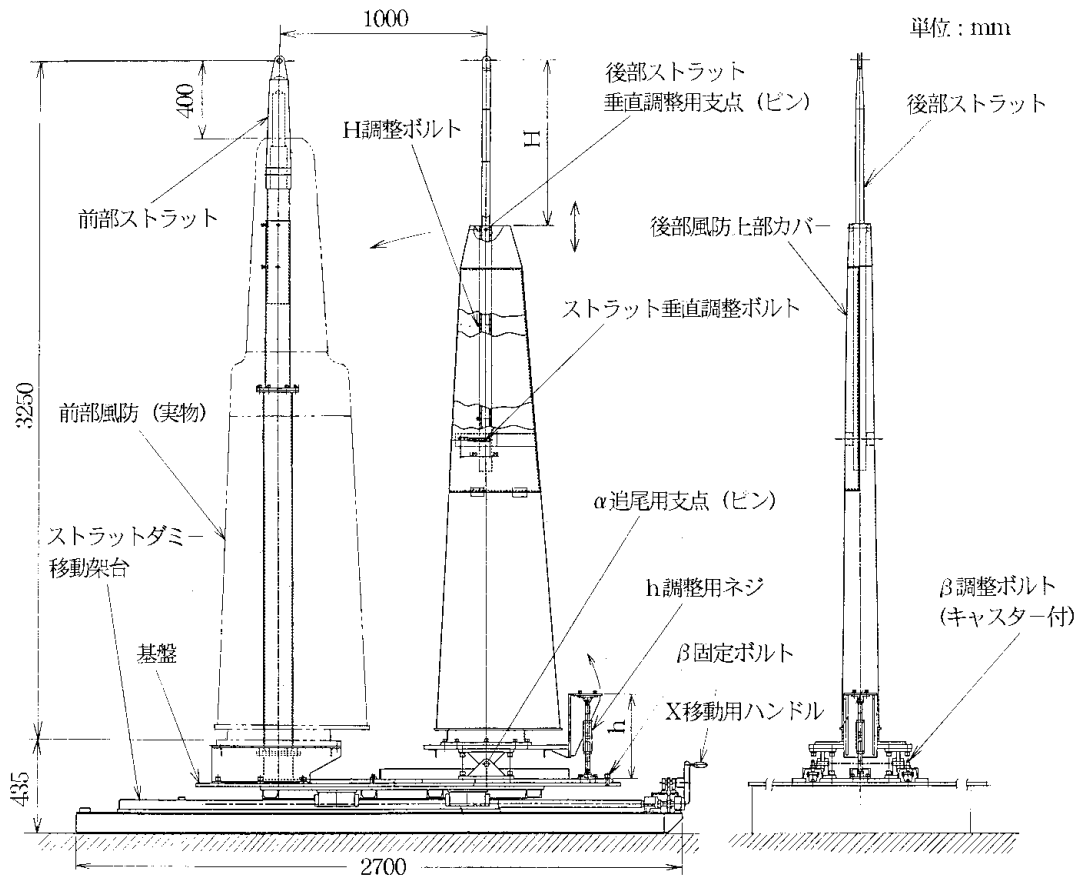 1000
単位：mm
400
後部ストラット
垂直調整用支点（ピン）
H調整ボルト
H
後部ストラット
前部ストラット
後部風防上部カバー
ストラット垂直調整ボルト
3250
前部風防（実物）
α追尾用支点（ピン）
ストラットダミー
移動架台
h調整用ネジ
β調整ボルト
(キャスター付)
基盤
β固定ボルト
h
X移動用ハンドル
435
2700